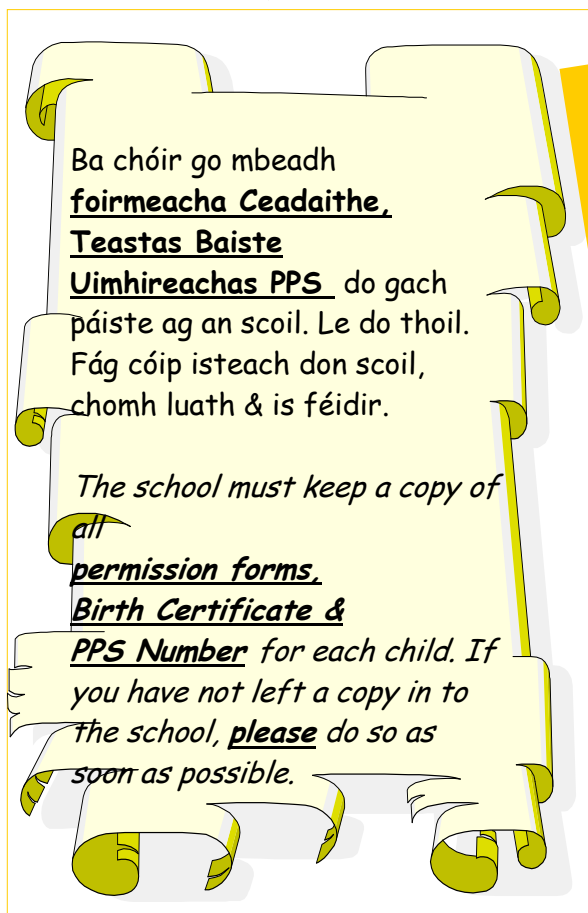 Ba chóir go mbeadh
foirmeacha Ceadaithe,
Teastas Baiste
Uimhireachas PPS do gach
páiste ag an scoil. Le do thoil.
Fág cóip isteach don scoil,
chomh luath & is féidir.
The school must keep a copy of
all
permission forms,
Birth Certificate &
PPS Number for each child. If
you have not left a copy in to
the school, please do so as
soon as possible.